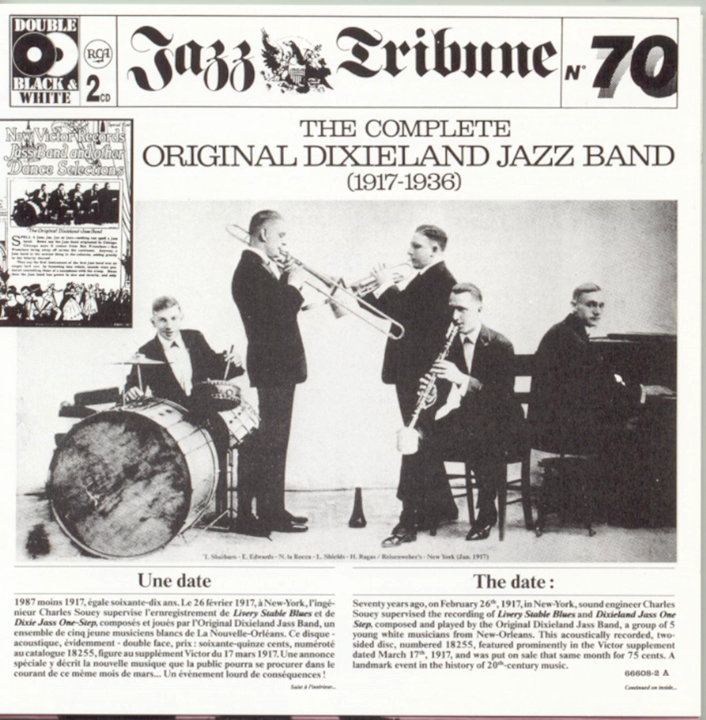 DOUBLE
BLACK &
WHITE
RCA
2CD
Jazz Tribune
N° 70
THE COMPLETE
ORIGINAL DIXIELAND JAZZ BAND
(1917-1936)
New Victor Records
Jass Band and other
Dance Selections
The Original Dixieland Jass Band
T. Sbarbaro - E. Edwards - N. la Rocca - L. Shields - H. Ragas / Reisenweber's - New York (Jan. 1917)
Une date
1987 moins 1917, égale soixante-dix ans. Le 26 février 1917, à New-York, l'ingé-
nieur Charles Souey supervise l'ernregistrement de Livery Stable Blues et de
Dixie Jass One-Step, composés et joués par l'Original Dixieland Jass Band, un
ensemble de cinq jeune musiciens blancs de La Nouvelle-Orléans. Ce disque -
acoustique, évidemment - double face, prix : soixante-quinze cents, numéroté
au catalogue 18255, figure au supplément Victor du 17 mars 1917. Une annonce
spéciale y décrit la nouvelle musique que la public pourra se procurer dans le
courant de ce même mois de mars... Un évènement lourd de conséquences !
Suite à l'intérieur...
The date :
Seventy years ago, on February 26th, 1917, in New-York, sound engineer Charles
Souey supervised the recording of Livery Stable Blues and Dixieland Jass One
Step, composed and played by the Original Dixieland Jass Band, a group of 5
young white musicians from New-Orleans. This acoustically recorded, two-
sided disc, numbered 18255, featured prominently in the Victor supplement
dated March 17th, 1917, and was put on sale that same month for 75 cents. A
landmark event in the history of 20th-century music.
66608-2 A
Continued on inside...